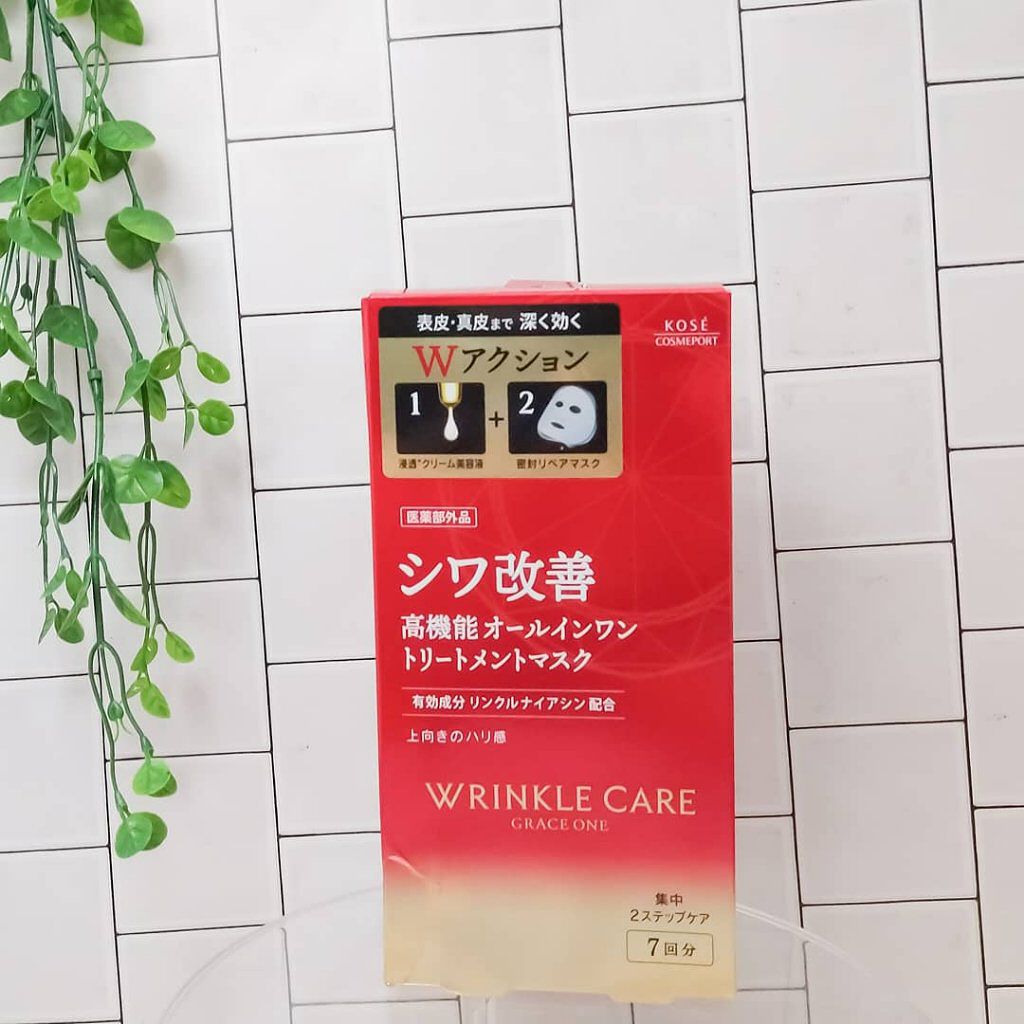 表皮・真皮まで 深く効く
Wアクション
1 + 2
浸透*クリーム美容液 密封リペアマスク
KOSÉ
COSMEPORT
医薬部外品
シワ改善
高機能 オールインワン
トリートメントマスク
有効成分 リンクルナイアシン 配合
上向きのハリ感
WRINKLE CARE
GRACE ONE
集中
2ステップケア
7回分